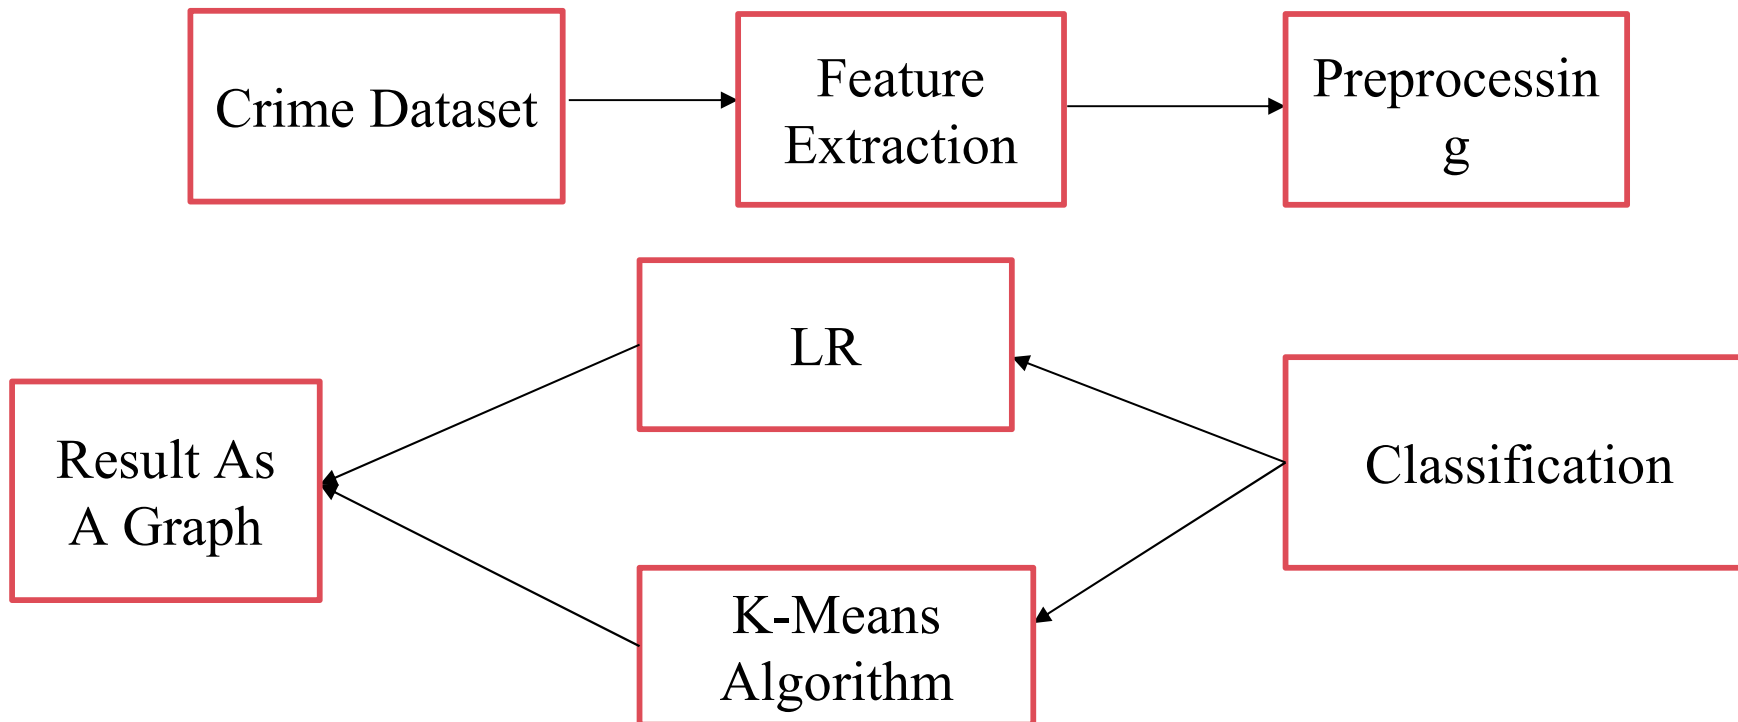 Crime Dataset
Feature
Extraction
Preprocessin
g
LR
Classification
Result As
A Graph
K-Means
Algorithm